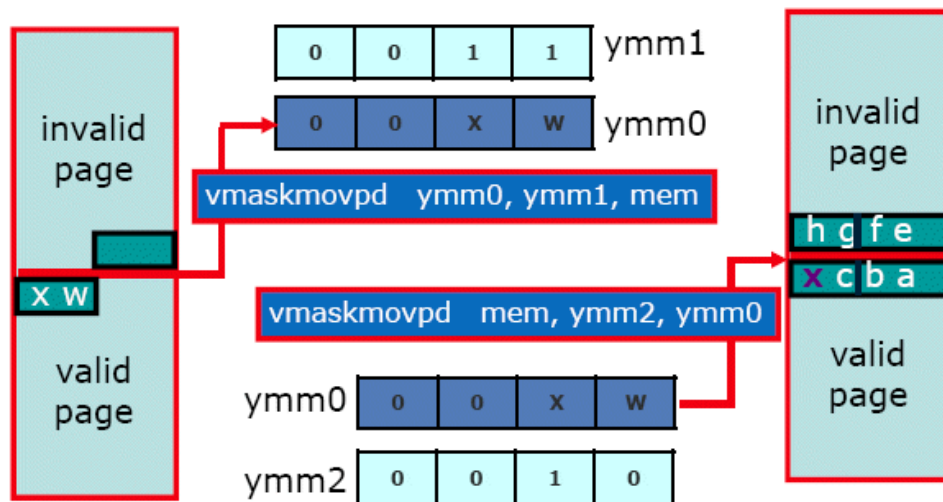 invalid
page
x w
valid
page
0 0 1 1 ymm1
0 0 X W ymm0
vmaskmovpd ymm0, ymm1, mem
vmaskmovpd mem, ymm2, ymm0
ymm0 0 0 X W
ymm2 0 0 1 0
invalid
page
h g f e
x c b a
valid
page